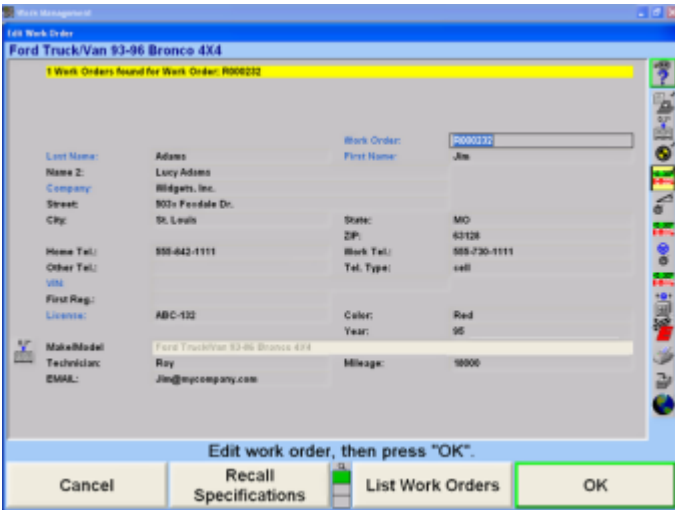 Work Management
Edit Work Order
Ford Truck/Van 93-96 Bronco 4X4
1 Work Orders found for Work Order: R000232
Work Order: R000232
Last Name: Adams First Name: Jim
Name 2: Lucy Adams
Company: Widgets, Inc.
Street: Dr.
City: St. Louis State: MO
ZIP: 63128
Home Tel.: 555-642-1111 Work Tel.: 555-730-1111
Other Tel.: Tel. Type: cell
VIN:
First Reg.:
License: ABC-132 Color: Red
Year: 95
Make/Model Ford Truck/Van 93-96 Bronco 4X4
Technician: Ray Mileage: 10000
EMAIL: Jim@mycompany.com
Edit work order, then press "OK".
Cancel
Recall
Specifications
List Work Orders
OK